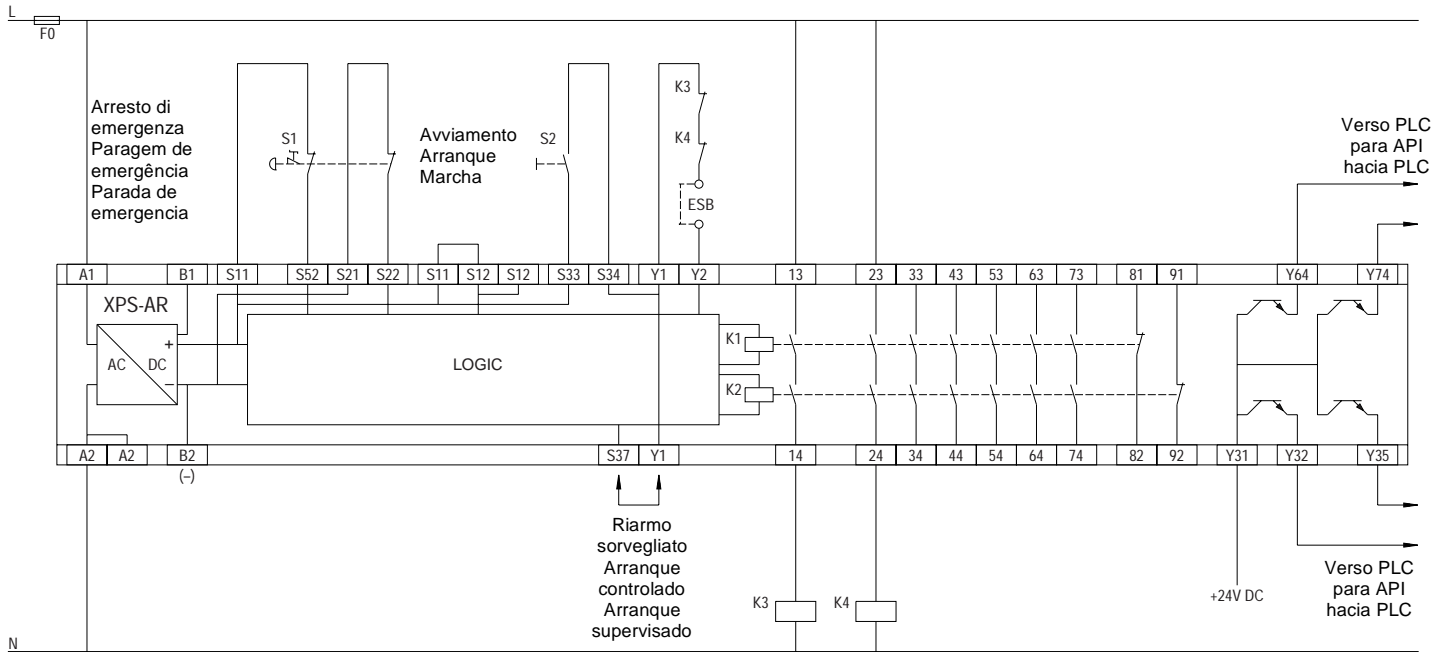 L
F0
Arresto di
emergenza
Paragem de
emergência
Parada de
emergencia
S1
Avviamento
Arranque
Marcha
S2
K3
K4
ESB
Verso PLC
para API
hacia PLC
A1 B1 S11 S52 S21 S22 S11 S12 S12 S33 S34 Y1 Y2 13 23 33 43 53 63 73 81 91 Y64 Y74
XPS-AR
AC DC
+
–
LOGIC
K1
K2
A2 A2 B2 S37 Y1 14 24 34 44 54 64 74 82 92 Y31 Y32 Y35
(–)
Riarmo
sorvegliato
Arranque
controlado
Arranque
supervisado
K3 K4
+24V DC
Verso PLC
para API
hacia PLC
N